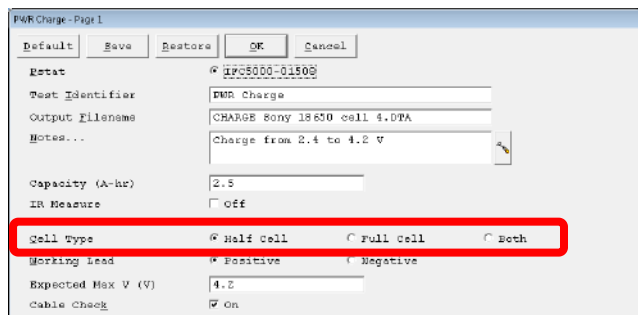 PWR Charge - Page 1
Default Save Restore OK Cancel
Pstat IFC5000-01508
Test Identifier PWR Charge
Output Filename CHARGE Sony 18650 cell 4.DTA
Notes... Charge from 2.4 to 4.2 V
Capacity (A-hr) 2.5
IR Measure Off
Cell Type Half Cell Full Cell Both
Working Lead Positive Negative
Expected Max V (V) 4.2
Cable Check On